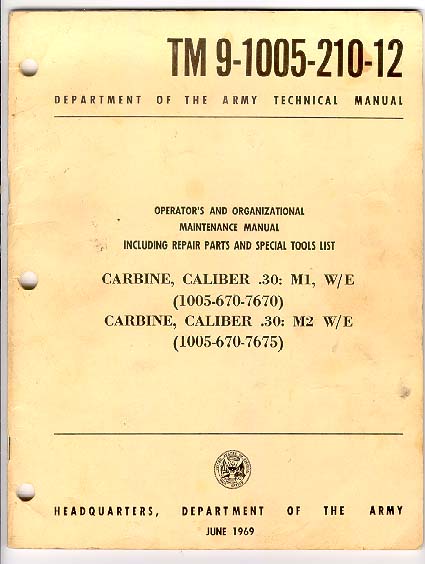 TM 9-1005-210-12
DEPARTMENT OF THE ARMY TECHNICAL MANUAL
OPERATOR'S AND ORGANIZATIONAL
MAINTENANCE MANUAL
INCLUDING REPAIR PARTS AND SPECIAL TOOLS LIST
CARBINE, CALIBER .30: M1, W/E
(1005-670-7670)
CARBINE, CALIBER .30: M2 W/E
(1005-670-7675)
HEADQUARTERS, DEPARTMENT OF THE ARMY
JUNE 1969